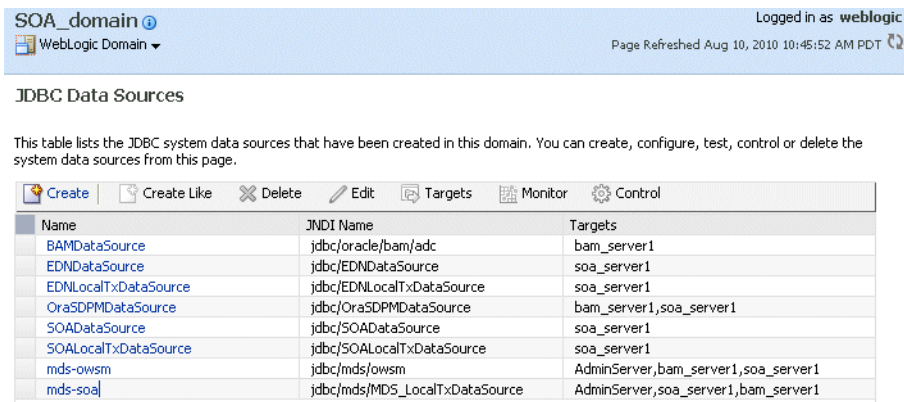 SOA_domain
Logged in as weblogic
WebLogic Domain
Page Refreshed Aug 10, 2010 10:45:52 AM PDT
JDBC Data Sources
This table lists the JDBC system data sources that have been created in this domain. You can create, configure, test, control or delete the
system data sources from this page.
Create Create Like Delete Edit Targets Monitor Control
Name JNDI Name Targets
BAMDataSource jdbc/oracle/bam/adc bam_server1
EDNDataSource jdbc/EDNDataSource soa_server1
EDNLocalTxDataSource jdbc/EDNLocalTxDataSource soa_server1
OraSDPMDataSource jdbc/OraSDPMDataSource bam_server1,soa_server1
SOADataSource jdbc/SOADataSource soa_server1
SOALocalTxDataSource jdbc/SOALocalTxDataSource soa_server1
mds-owsm jdbc/mds/owsm AdminServer,bam_server1,soa_server1
mds-soa jdbc/mds/MDS_LocalTxDataSource AdminServer,soa_server1,bam_server1